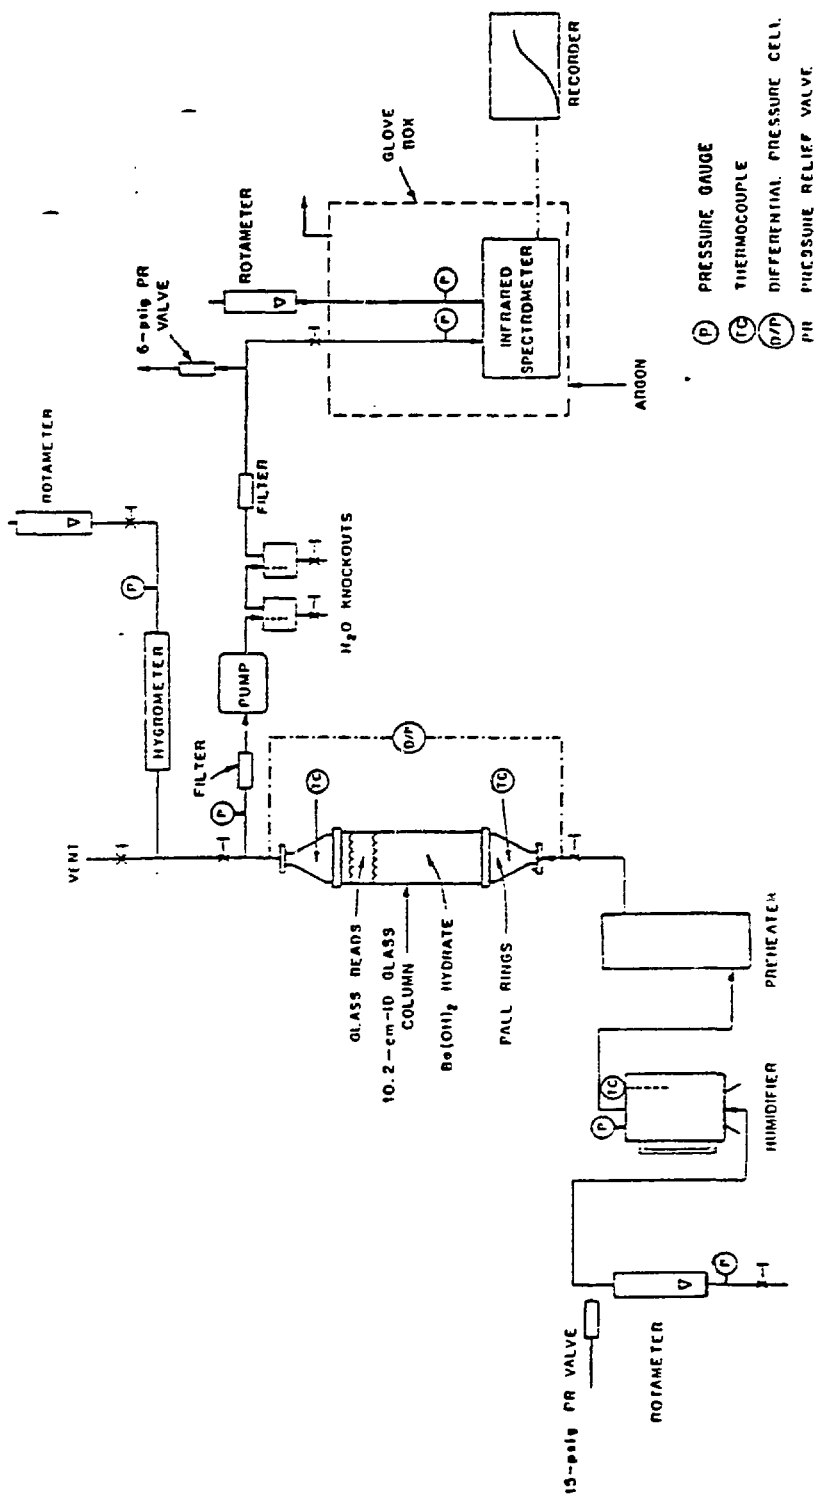 VENT
ROTAMETER
HYGROMETER
P
6-psig PR
VALVE
FILTER
P
PUMP
H₂O KNOCKOUTS
FILTER
ROTAMETER
GLOVE
BOX
P
P
INFRARED
SPECTROMETER
ARGON
RECORDER
TC
D/P
TC
GLASS BEADS
10.2-cm-ID GLASS
COLUMN
Ba(OH)₂ HYDRATE
PALL RINGS
15-psig PR VALVE
ROTAMETER
P
P
TC
HUMIDIFIER
PREHEATER
P PRESSURE GAUGE
TC THERMOCOUPLE
D/P DIFFERENTIAL PRESSURE CELL
PR PRESSURE RELIEF VALVE